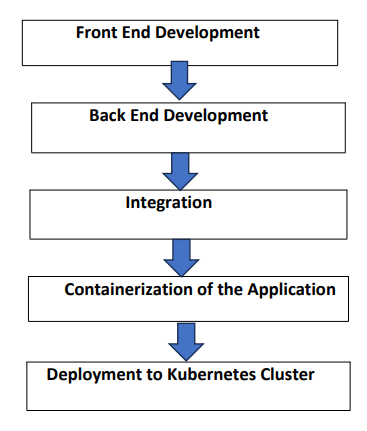 Front End Development
Back End Development
Integration
Containerization of the Application
Deployment to Kubernetes Cluster